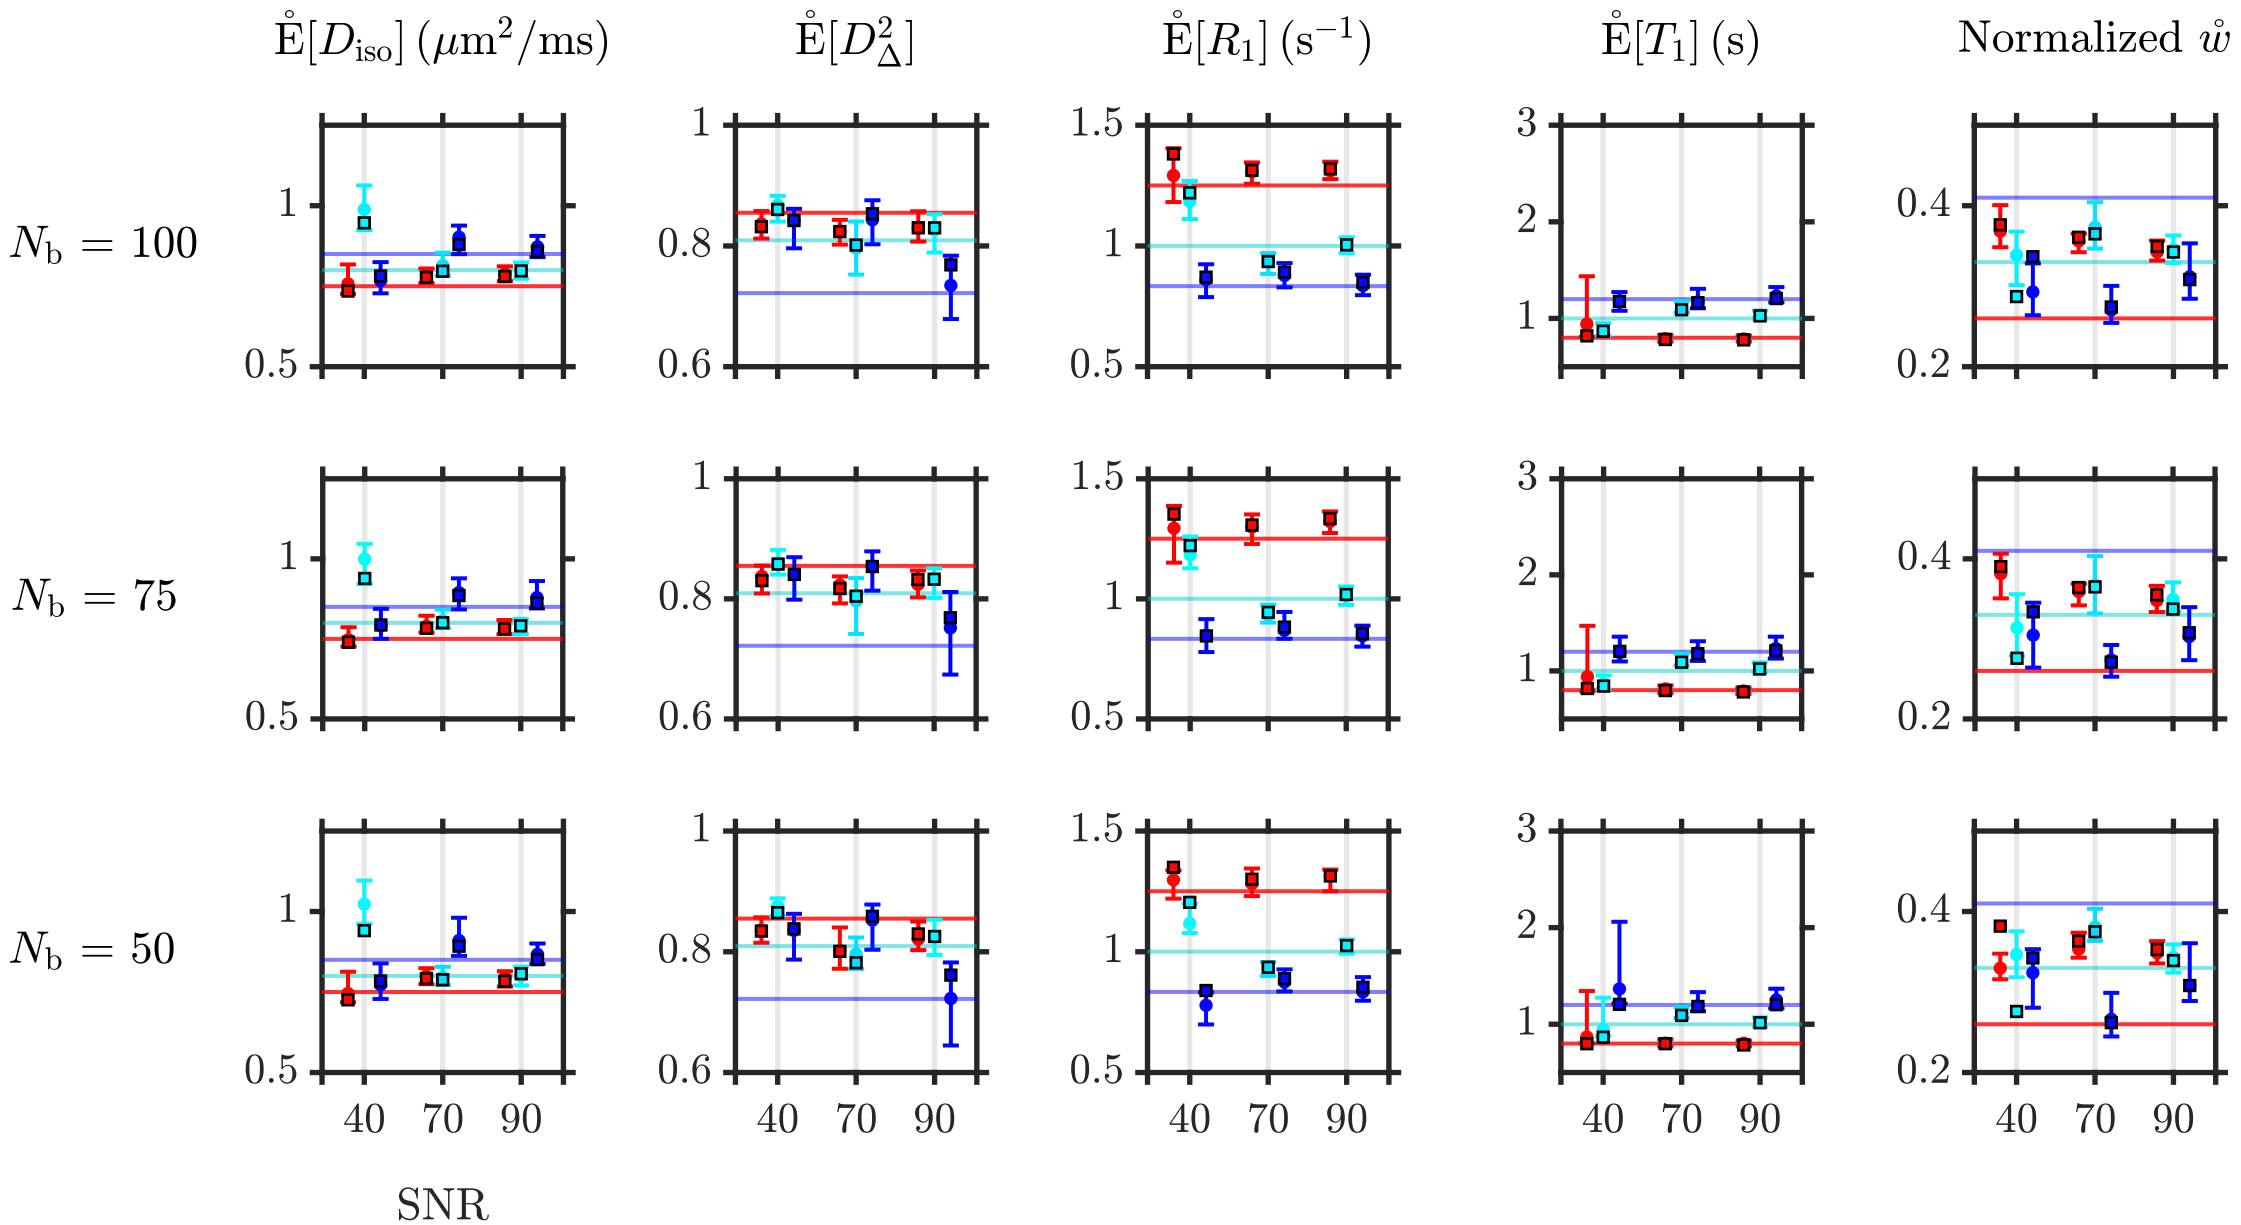 E̊[D_iso] (μm²/ms) E̊[D²_Δ] E̊[R₁] (s⁻¹) E̊[T₁] (s) Normalized ẘ
N_b = 100
1 0.5
1 0.8 0.6
1.5 1 0.5
3 2 1
0.4 0.2
N_b = 75
1 0.5
1 0.8 0.6
1.5 1 0.5
3 2 1
0.4 0.2
N_b = 50
1 0.5
1 0.8 0.6
1.5 1 0.5
3 2 1
0.4 0.2
40 70 90 40 70 90 40 70 90 40 70 90 40 70 90
SNR